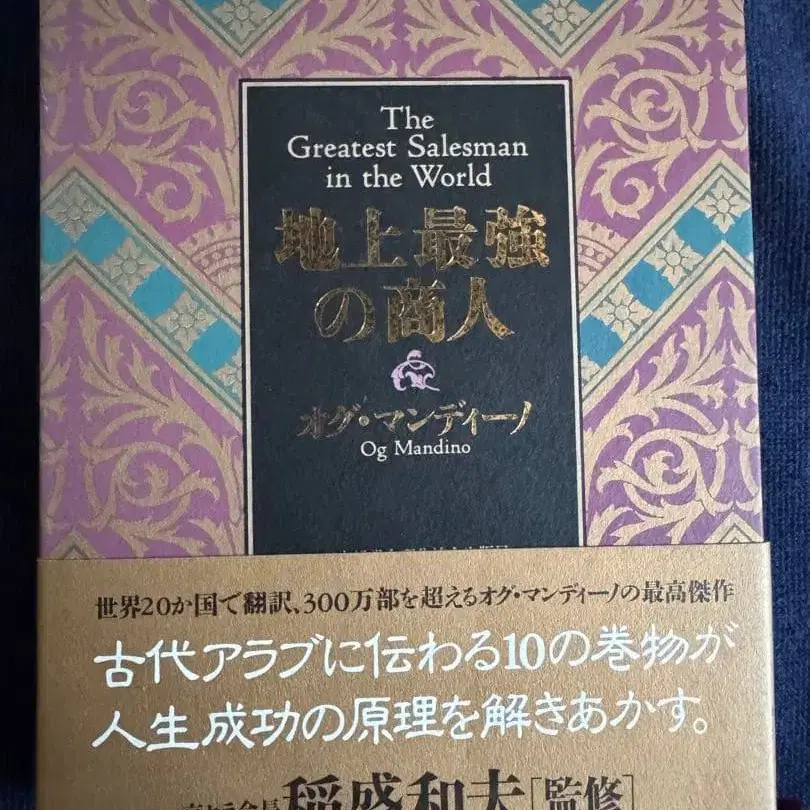 The
Greatest Salesman
in the World
地上最強
の商人
オグ・マンディーノ
Og Mandino
世界20か国で翻訳、300万部を超えるオグ・マンディーノの最高傑作
古代アラブに伝わる10の巻物が
人生成功の原理を解きあかす。
稲盛和夫[監修]